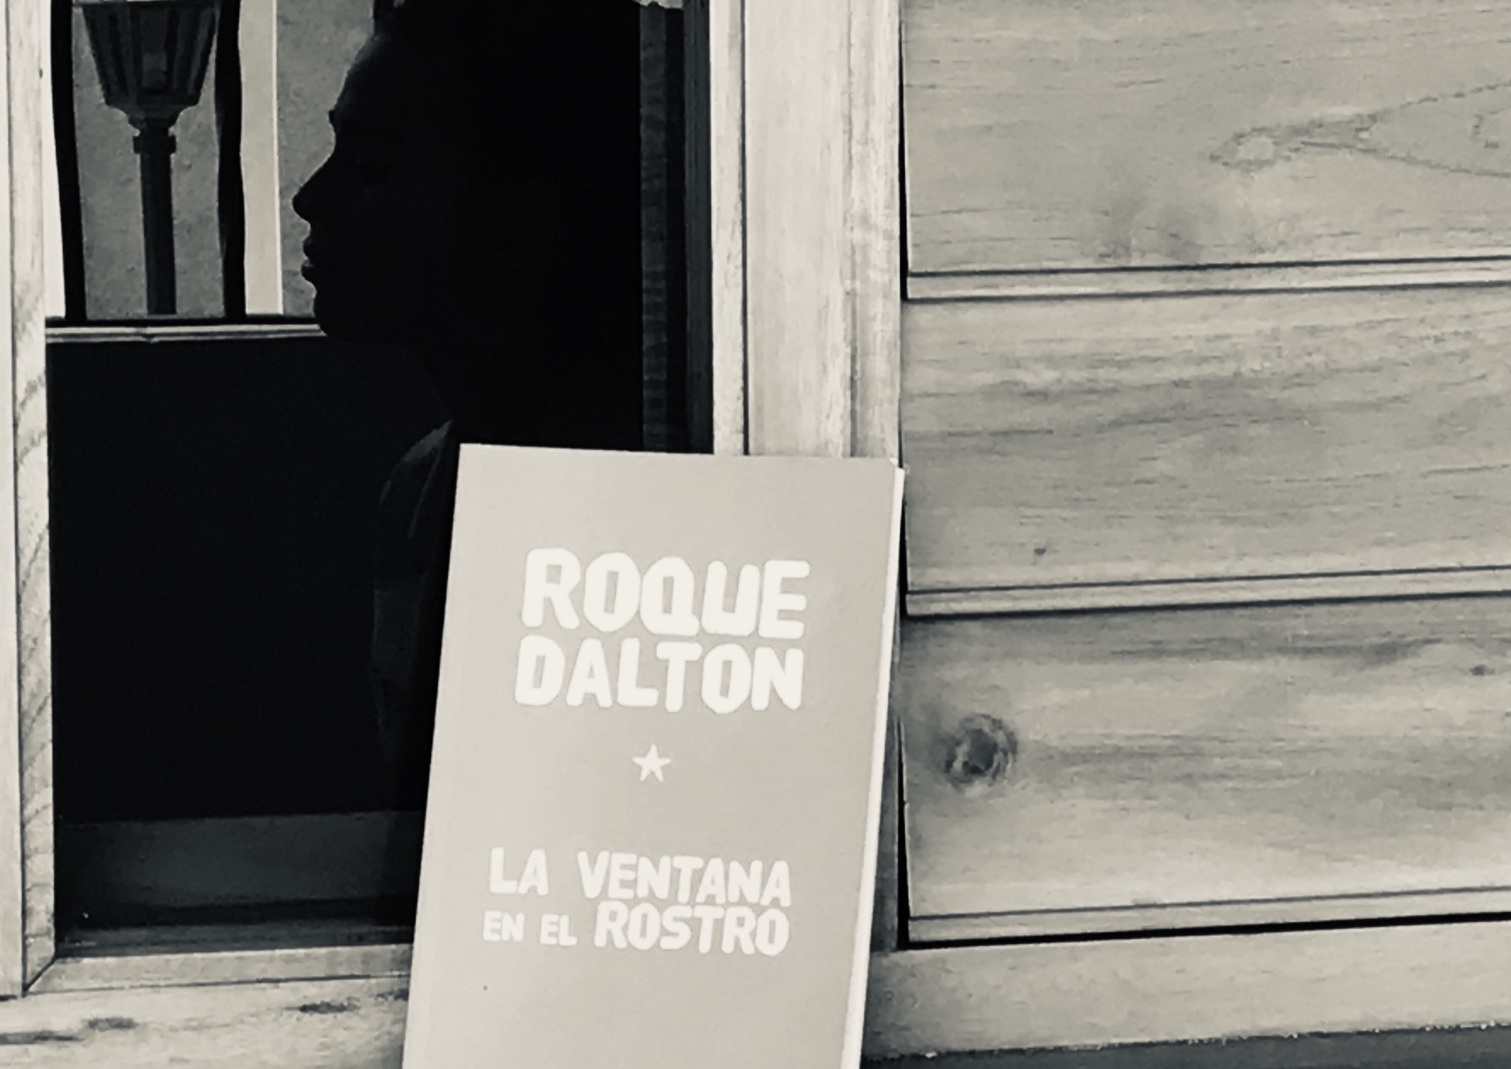 ROQUE
DALTON
LA VENTANA
EN EL ROSTRO